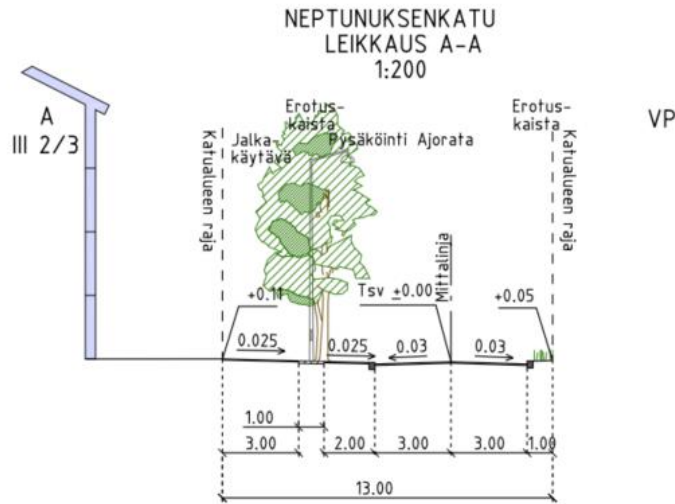 NEPTUNUKSENKATU
LEIKKAUS A-A
1:200
A
III 2/3
VP
Katualueen raja
Jalka-
käytävä
Erotus-
kaista
Pysäköinti Ajorata
Mittalinja
Erotus-
kaista
Katualueen raja
+0.11
Tsv ±0.00
+0.05
0.025
0.025
0.03
0.03
1.00
3.00
2.00
3.00
3.00
1.00
13.00